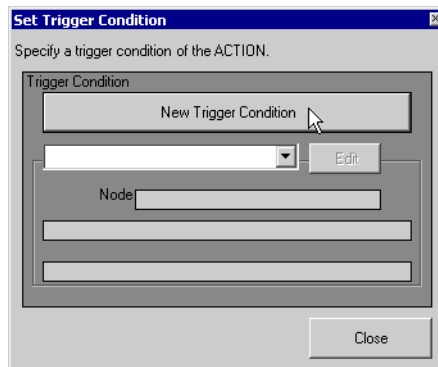 Set Trigger Condition
Specify a trigger condition of the ACTION.
Trigger Condition
New Trigger Condition
Edit
Node
Close